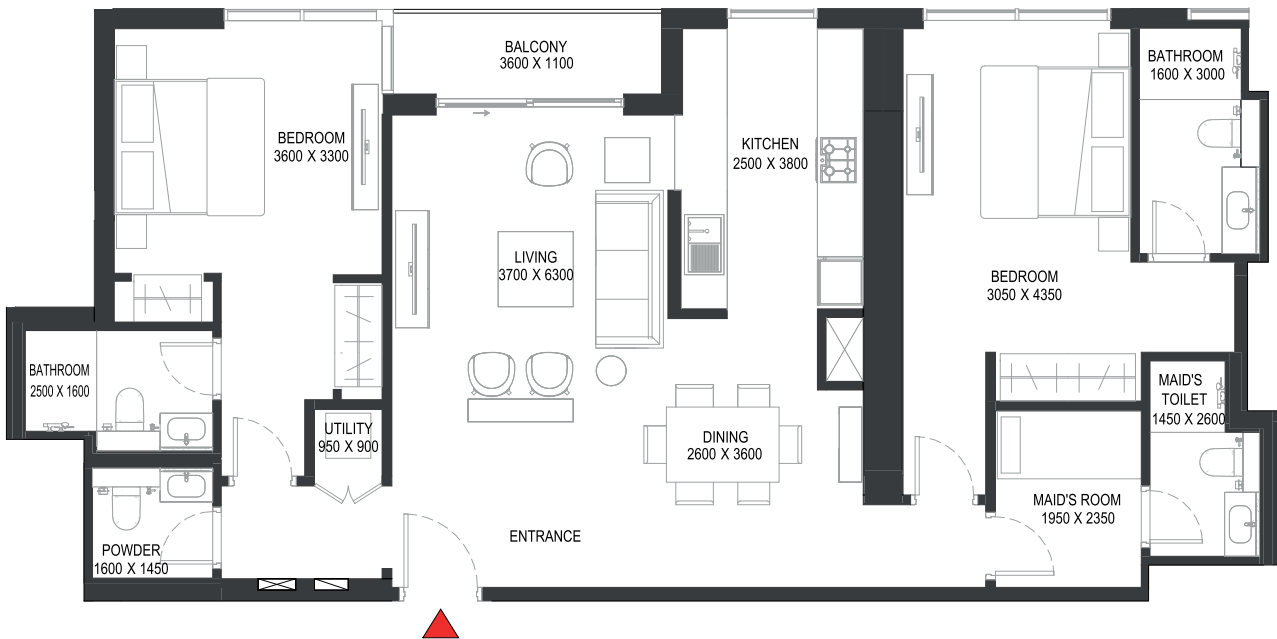 BALCONY
3600 X 1100
BATHROOM
1600 X 3000
BEDROOM
3600 X 3300
KITCHEN
2500 X 3800
LIVING
3700 X 6300
BEDROOM
3050 X 4350
BATHROOM
2500 X 1600
MAID'S
TOILET
1450 X 2600
UTILITY
950 X 900
DINING
2600 X 3600
MAID'S ROOM
1950 X 2350
ENTRANCE
POWDER
1600 X 1450